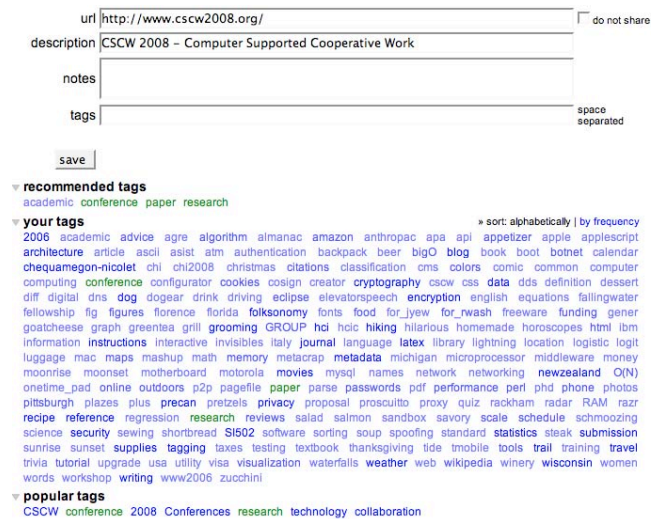 url http://www.cscw2008.org/ do not share
description CSCW 2008 – Computer Supported Cooperative Work
notes
tags space separated
save
recommended tags
academic conference paper research
your tags » sort: alphabetically | by frequency
2006 academic advice agre algorithm almanac amazon anthropac apa api appetizer apple applescript
architecture article ascii asist atm authentication backpack beer bigO blog book boot botnet calendar
chequamegon-nicolet chi chi2008 christmas citations classification cms colors comic common computer
computing conference configurator cookies cosign creator cryptography cscw css data dds definition dessert
diff digital dns dog dogear drink driving eclipse elevatorspeech encryption english equations fallingwater
fellowship fig figures florence florida folksonomy fonts food for_jyew for_rwash freeware funding gener
goatcheese graph greentea grill grooming GROUP hci hcic hiking hilarious homemade horoscopes html ibm
information instructions interactive invisibles italy journal language latex library lightning location logistic logit
luggage mac maps mashup math memory metacrap metadata michigan microprocessor middleware money
moonrise moonset motherboard motorola movies mysql names network networking newzealand O(N)
onetime_pad online outdoors p2p pagefile paper parse passwords pdf performance perl phd phone photos
pittsburgh plazes plus precan pretzels privacy proposal proscuitto proxy quiz rackham radar RAM razr
recipe reference regression research reviews salad salmon sandbox savory scale schedule schmoozing
science security sewing shortbread SI502 software sorting soup spoofing standard statistics steak submission
sunrise sunset supplies tagging taxes testing textbook thanksgiving tide tmobile tools trail training travel
trivia tutorial upgrade usa utility visa visualization waterfalls weather web wikipedia winery wisconsin women
words workshop writing www2006 zucchini
popular tags
CSCW conference 2008 Conferences research technology collaboration